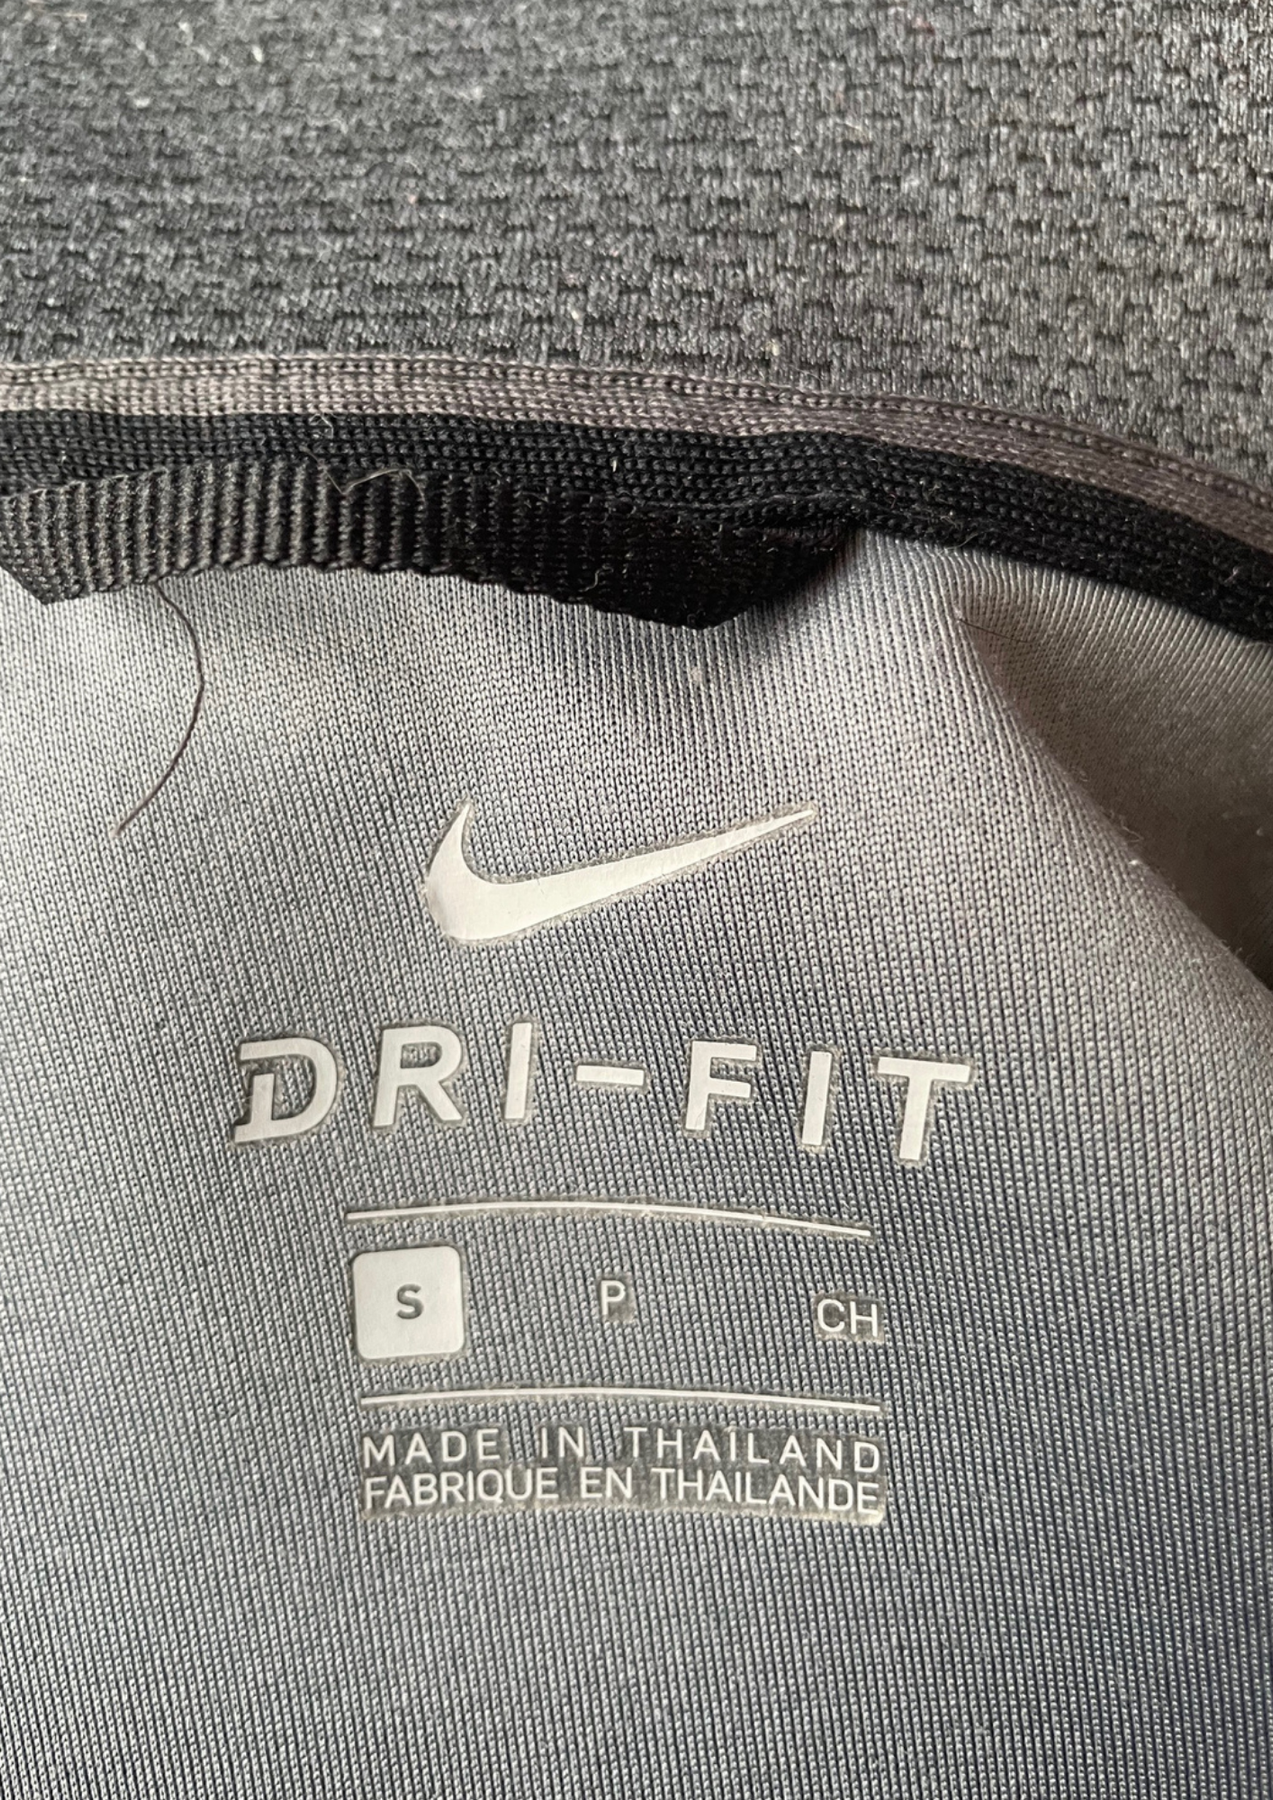 DRI-FIT
S P CH
MADE IN THAILAND
FABRIQUE EN THAILANDE